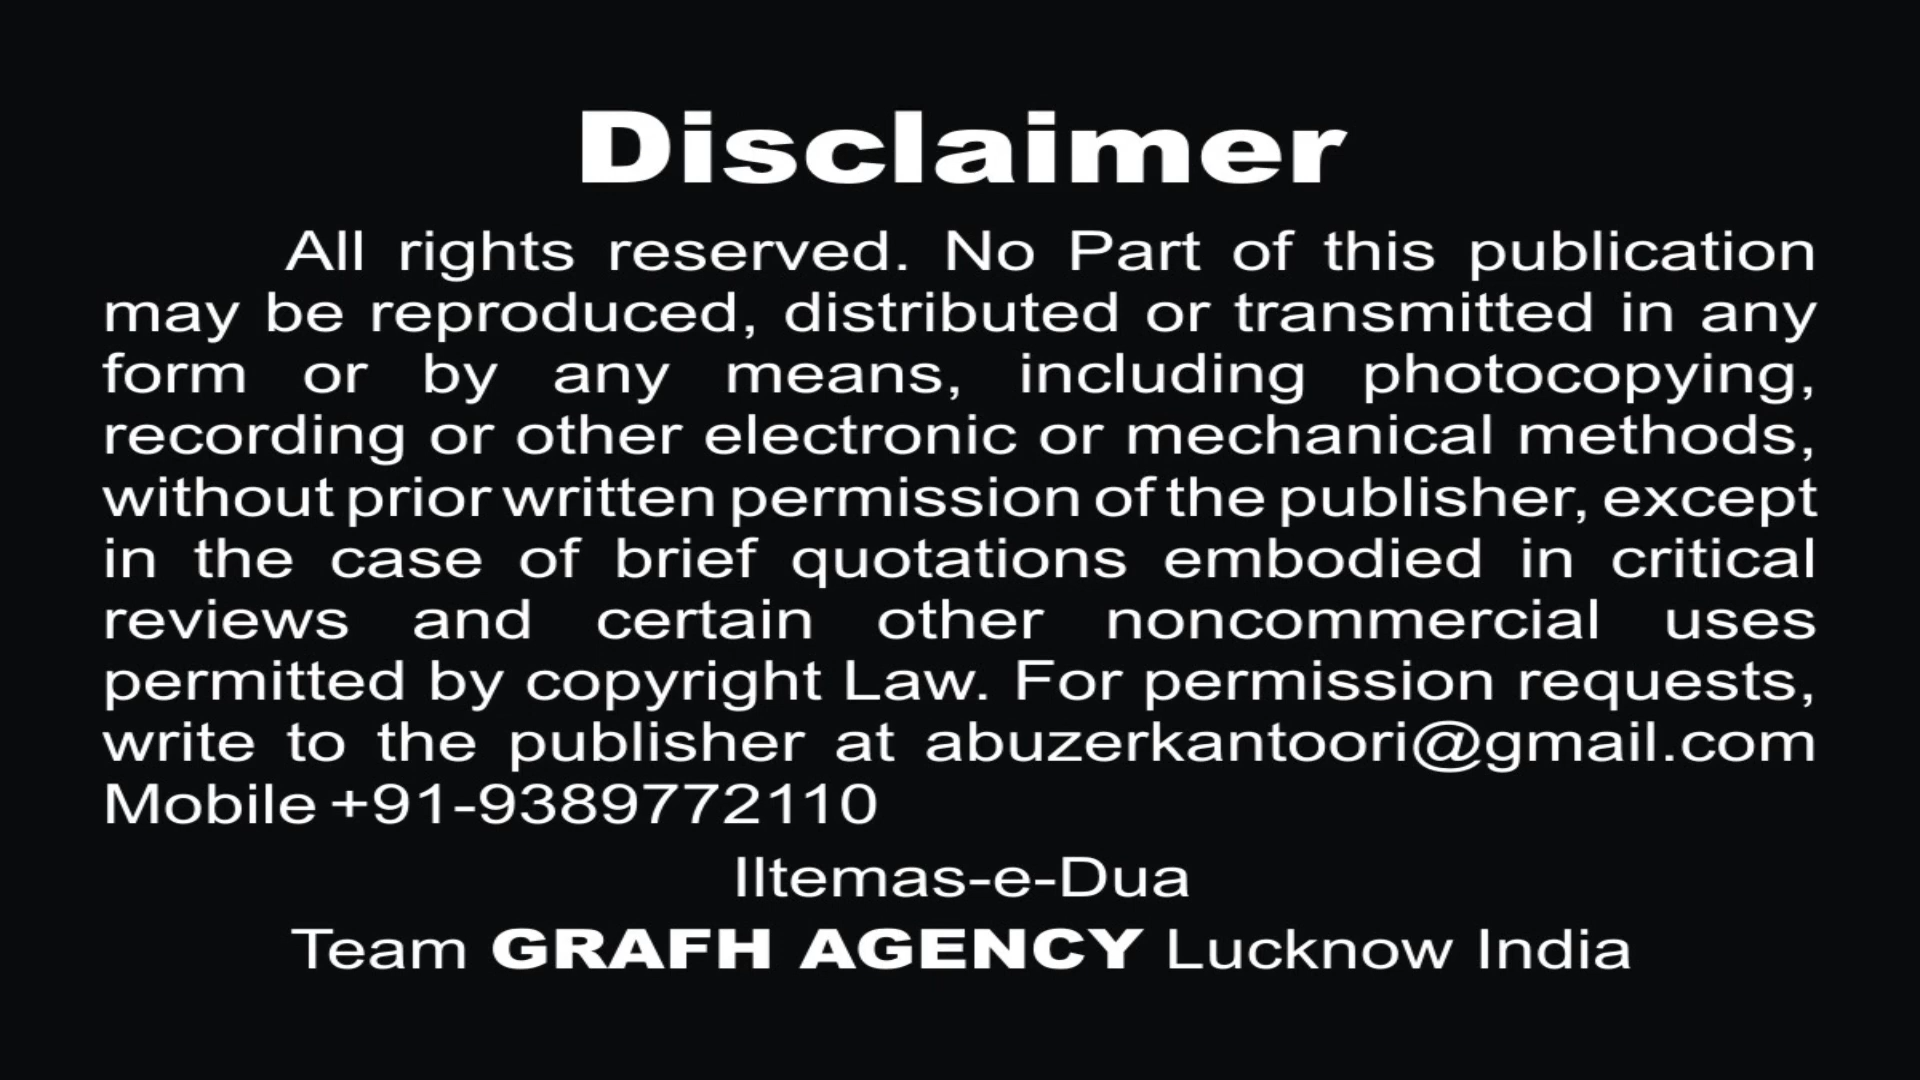 Disclaimer
All rights reserved. No Part of this publication
may be reproduced, distributed or transmitted in any
form or by any means, including photocopying,
recording or other electronic or mechanical methods,
without prior written permission of the publisher, except
in the case of brief quotations embodied in critical
reviews and certain other noncommercial uses
permitted by copyright Law. For permission requests,
write to the publisher at abuzerkantoori@gmail.com
Mobile +91-9389772110
Iltemas-e-Dua
Team GRAFH AGENCY Lucknow India